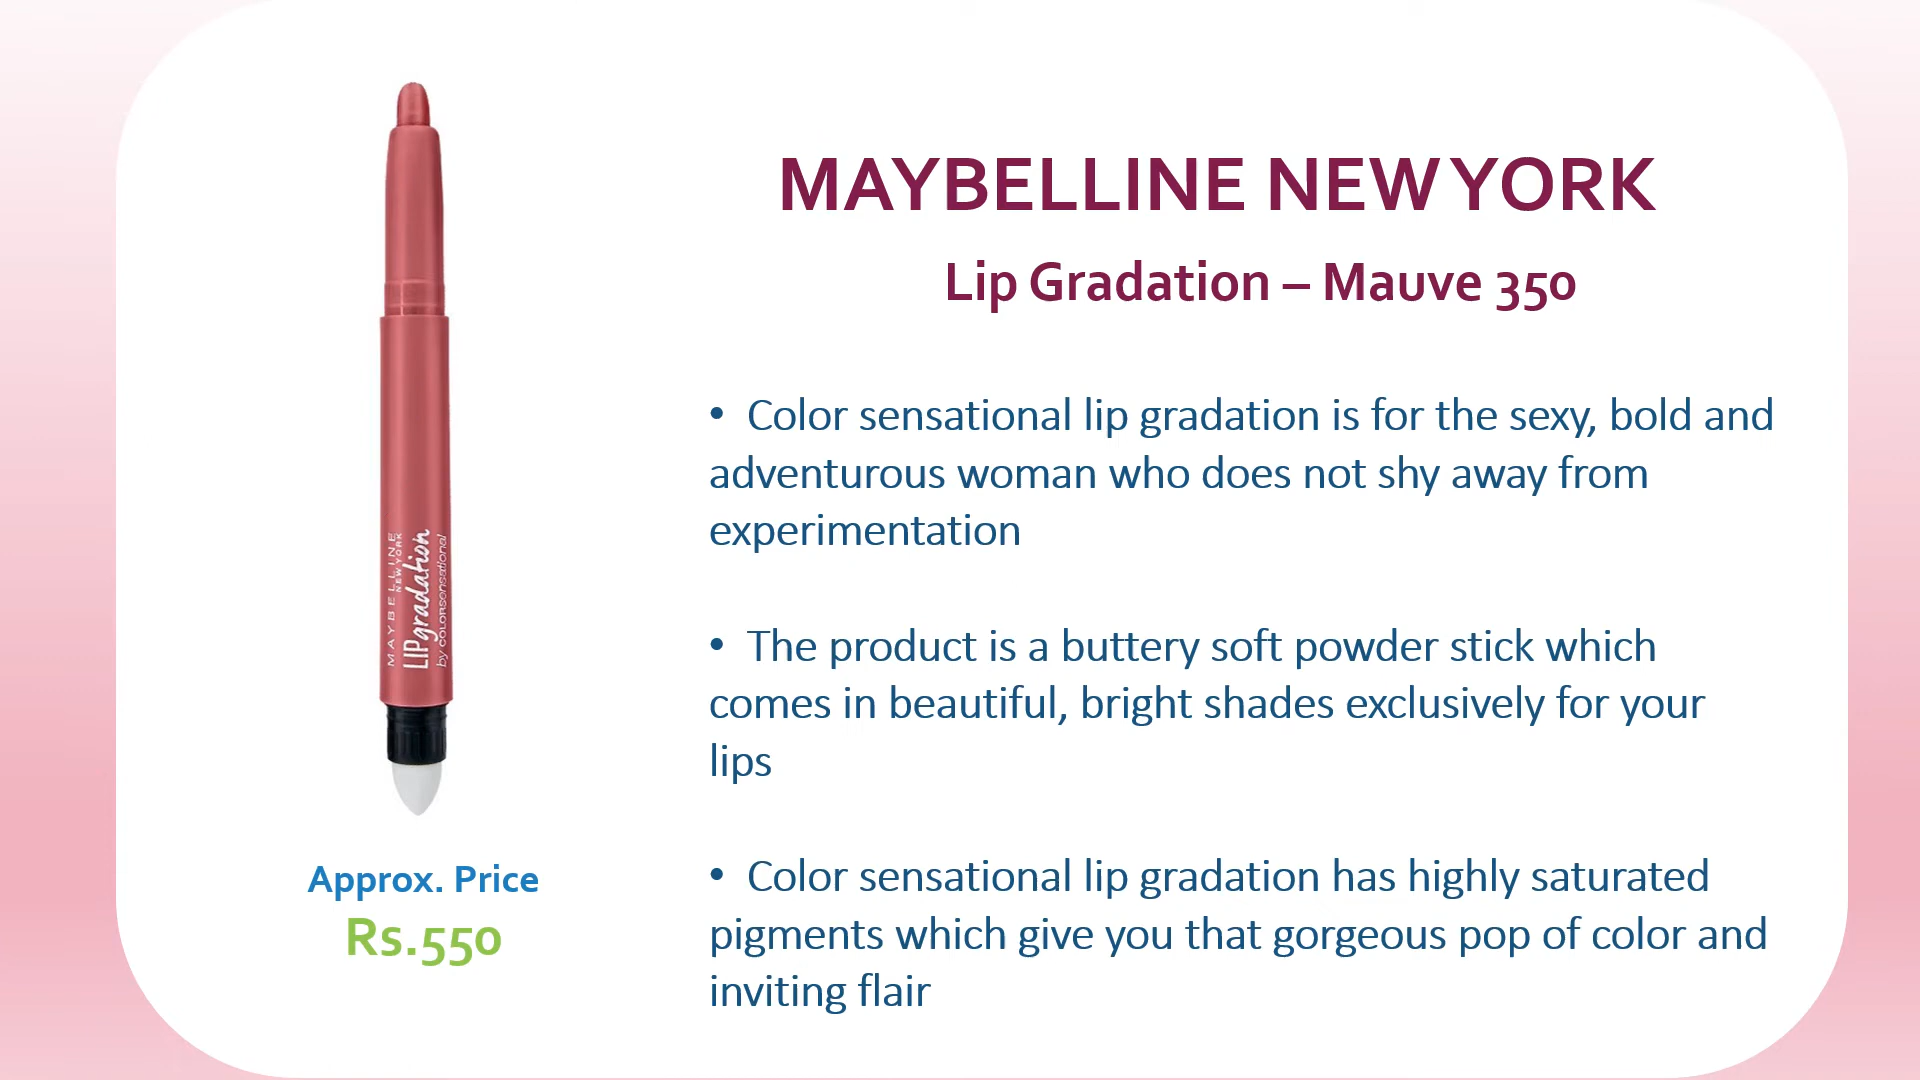 MAYBELLINE NEW YORK
Lip Gradation – Mauve 350
• Color sensational lip gradation is for the sexy, bold and
adventurous woman who does not shy away from
experimentation
• The product is a buttery soft powder stick which
comes in beautiful, bright shades exclusively for your
lips
• Color sensational lip gradation has highly saturated
pigments which give you that gorgeous pop of color and
inviting flair
MAYBELLINE
NEW YORK
LIPgradation
by COLORsensational
Approx. Price
Rs.550